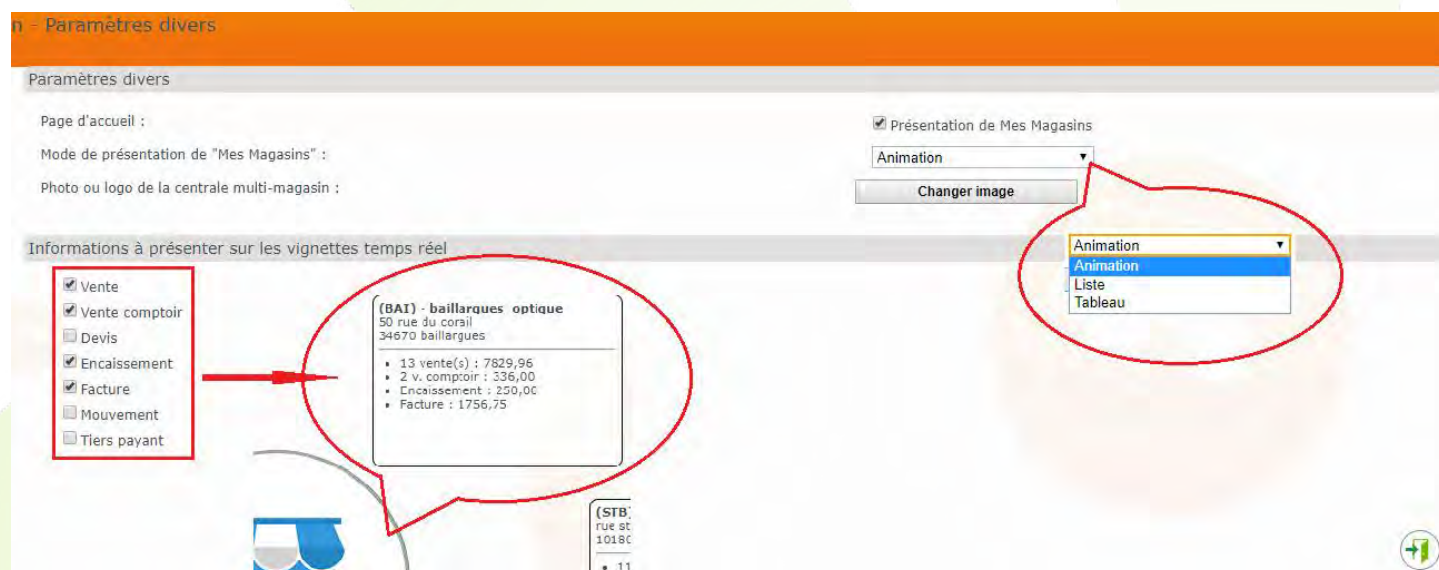 n - Paramètres divers
Paramètres divers
Page d'accueil :
Présentation de Mes Magasins
Mode de présentation de "Mes Magasins" :
Animation
Photo ou logo de la centrale multi-magasin :
Changer image
Informations à présenter sur les vignettes temps réel
Animation
Animation
Liste
Tableau
Vente
Vente comptoir
Devis
Encaissement
Facture
Mouvement
Tiers payant
(BAI) - baillargues optique
50 rue du corail
34670 baillargues
• 13 vente(s) : 7829,96
• 2 v. comptoir : 336,00
• Encaissement : 250,00
• Facture : 1756,75
(STB)
rue st
10180
• 11